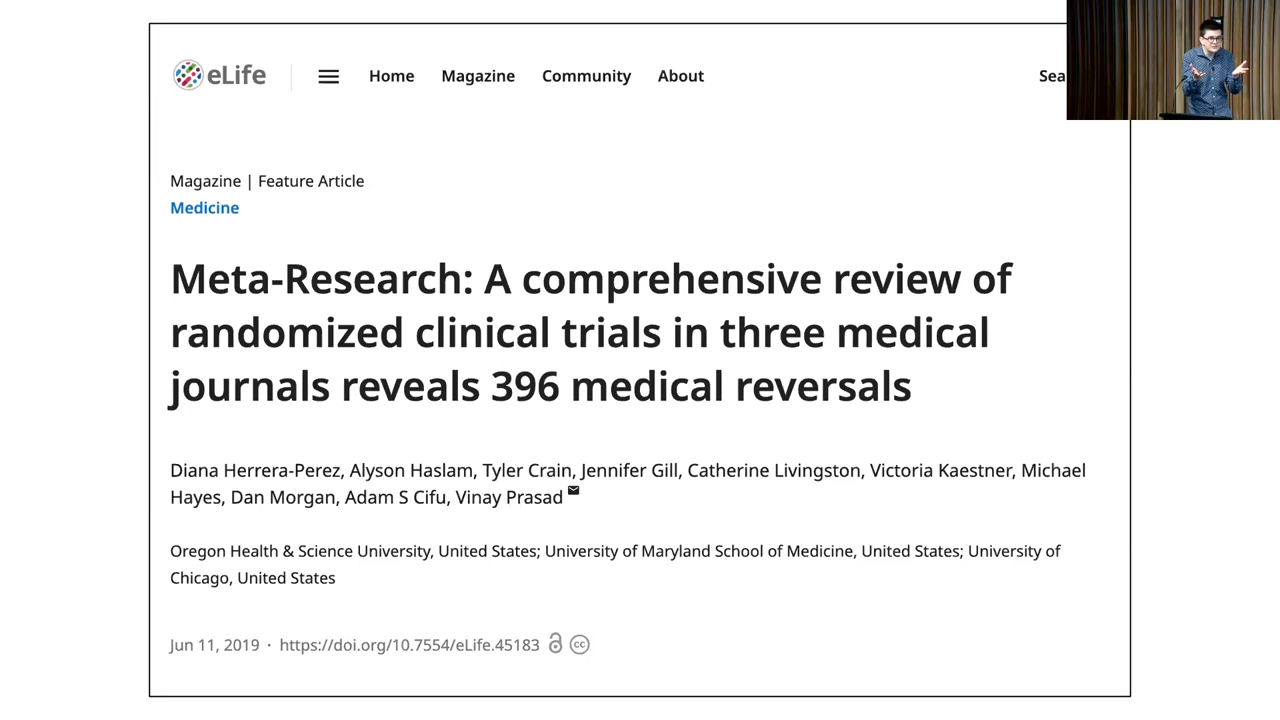 eLife
Home Magazine Community About Sea
Magazine | Feature Article
Medicine
Meta-Research: A comprehensive review of
randomized clinical trials in three medical
journals reveals 396 medical reversals
Diana Herrera-Perez, Alyson Haslam, Tyler Crain, Jennifer Gill, Catherine Livingston, Victoria Kaestner, Michael
Hayes, Dan Morgan, Adam S Cifu, Vinay Prasad
Oregon Health & Science University, United States; University of Maryland School of Medicine, United States; University of
Chicago, United States
Jun 11, 2019 · https://doi.org/10.7554/eLife.45183 cc